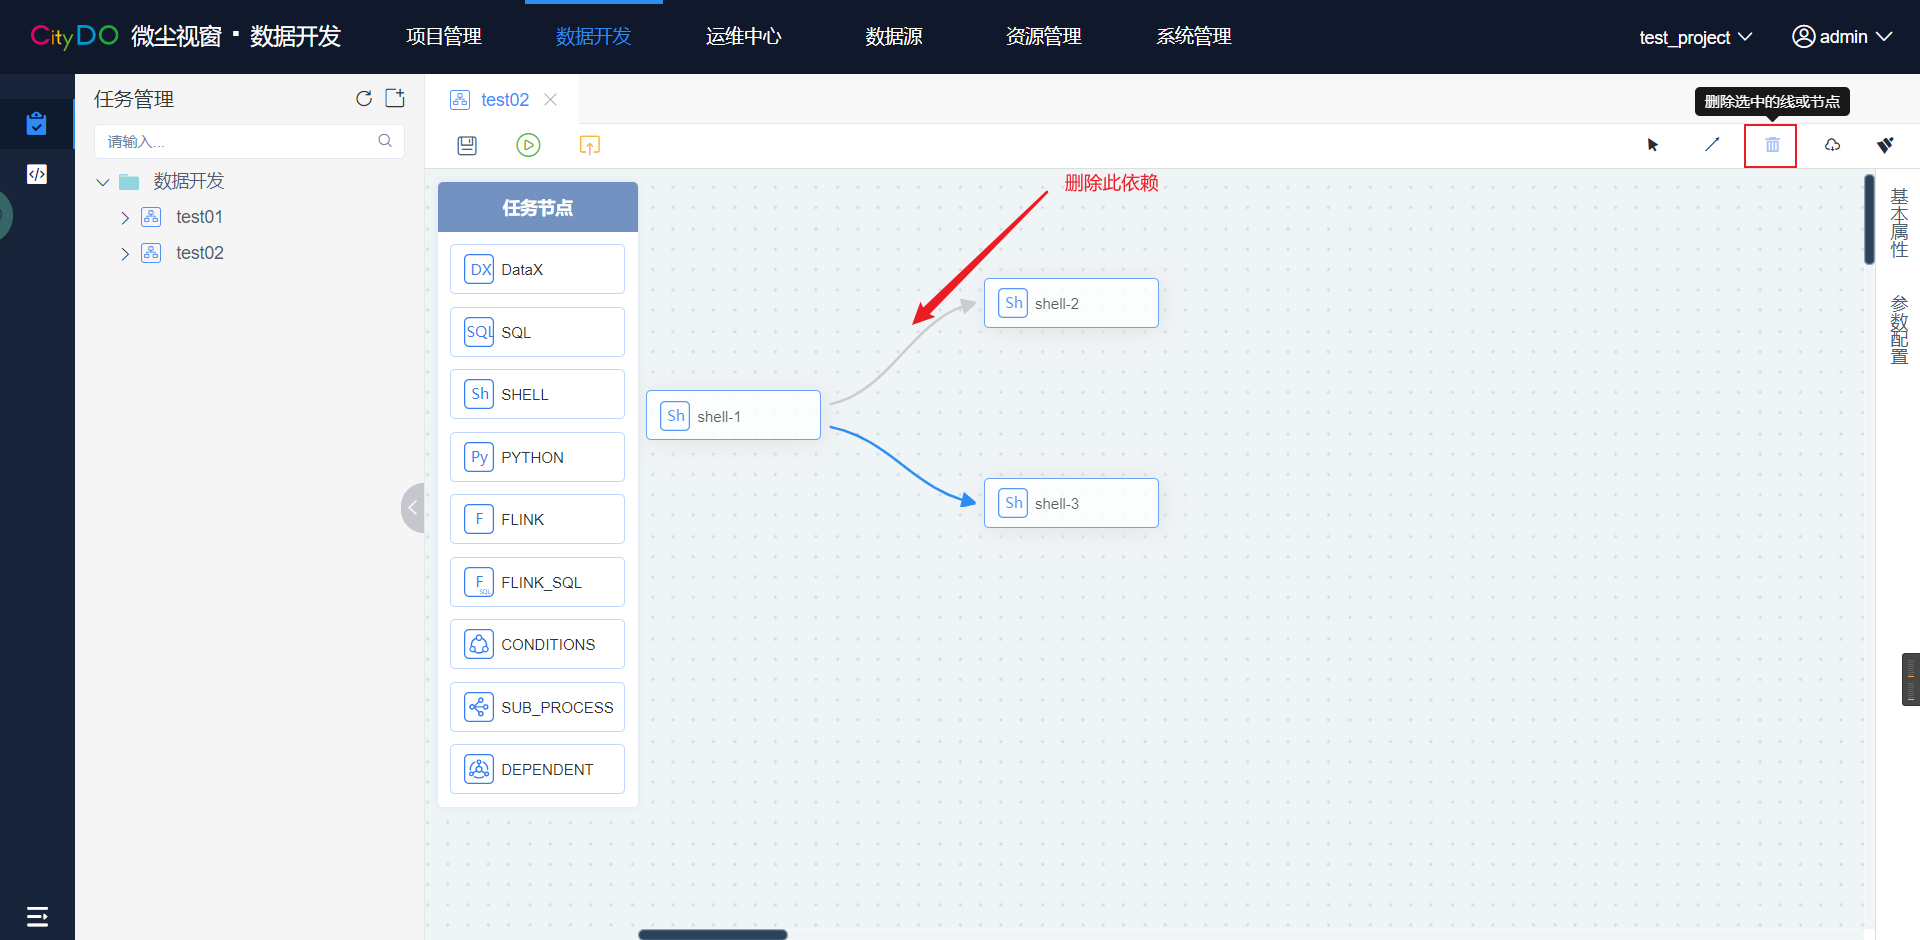 CityDO 微尘视窗·数据开发
项目管理
数据开发
运维中心
数据源
资源管理
系统管理
test_project
admin
任务管理
请输入...
数据开发
test01
test02
test02
删除选中的线或节点
任务节点
DX DataX
SQL SQL
Sh SHELL
Py PYTHON
F FLINK
F SQL FLINK_SQL
CONDITIONS
SUB_PROCESS
DEPENDENT
删除此依赖
Sh shell-2
Sh shell-1
Sh shell-3
基本属性
参数配置